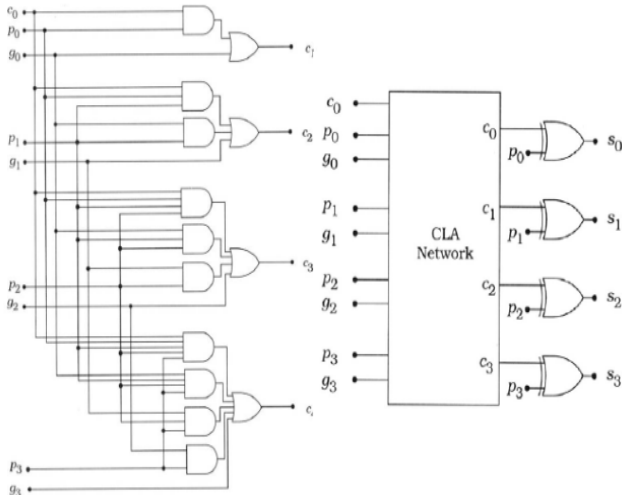 c₀
p₀
g₀
p₁
g₁
c₂
c₃
p₂
g₂
p₃
g₃
c₀
p₀
g₀
p₁
g₁
p₂
g₂
p₃
g₃
CLA
Network
c₀
p₀
s₀
c₁
p₁
s₁
c₂
p₂
s₂
c₃
p₃
s₃